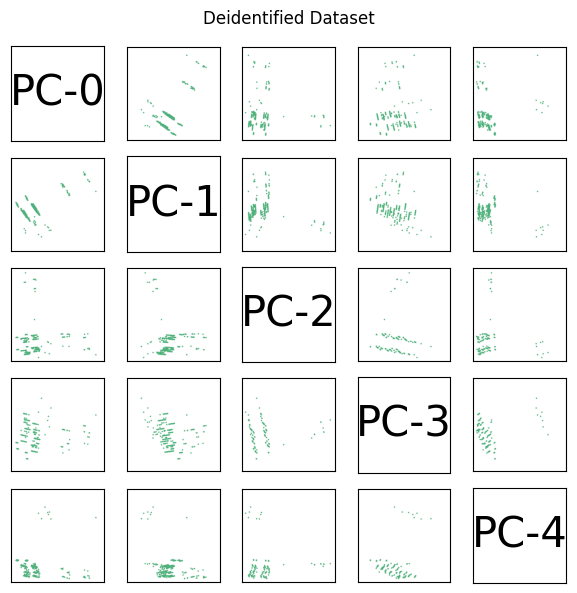 Deidentified Dataset
PC-0
PC-1
PC-2
PC-3
PC-4